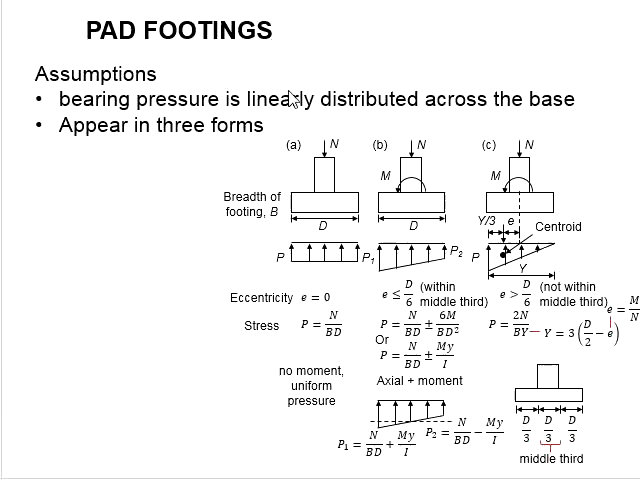 PAD FOOTINGS
Assumptions
• bearing pressure is linearly distributed across the base
• Appear in three forms
(a) N (b) N (c) N
M M
Breadth of
footing, B
D D Y/3 e Centroid
P P₁ P₂ P
Y
Eccentricity e = 0 e ≤ D/6 (within middle third) e > D/6 (not within middle third) e = M/N
Stress P = N/BD P = N/BD ± 6M/BD² P = 2N/BY Y = 3(D/2 − e)
Or
P = N/BD ± My/I
no moment,
uniform
pressure
Axial + moment
P₁ = N/BD + My/I P₂ = N/BD − My/I
D/3 D/3 D/3
middle third